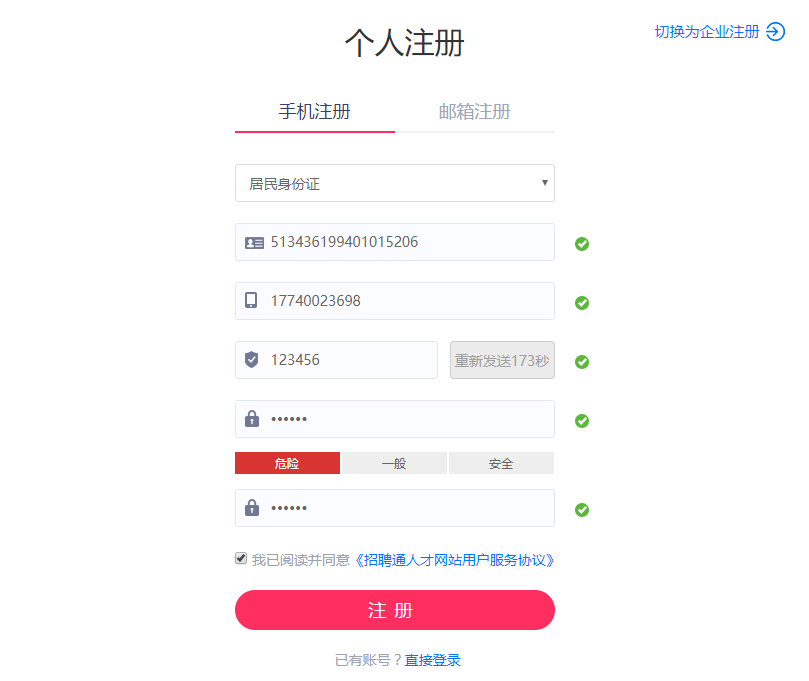 个人注册
切换为企业注册
手机注册 邮箱注册
居民身份证
513436199401015206
17740023698
123456 重新发送173秒
••••••
危险 一般 安全
••••••
我已阅读并同意《招聘通人才网站用户服务协议》
注 册
已有账号？直接登录